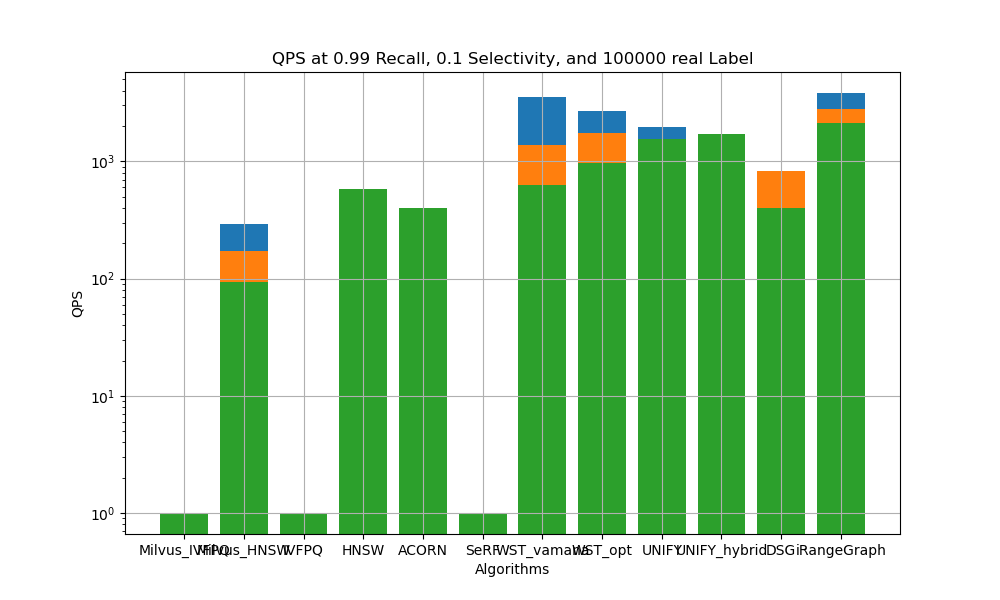 QPS at 0.99 Recall, 0.1 Selectivity, and 100000 real Label
QPS
10^3
10^2
10^1
10^0
Milvus_IVFPQ Milvus_HNSW IVFPQ HNSW ACORN SeRF WST_vamana WST_opt UNIFY UNIFY_hybrid DSG iRangeGraph
Algorithms